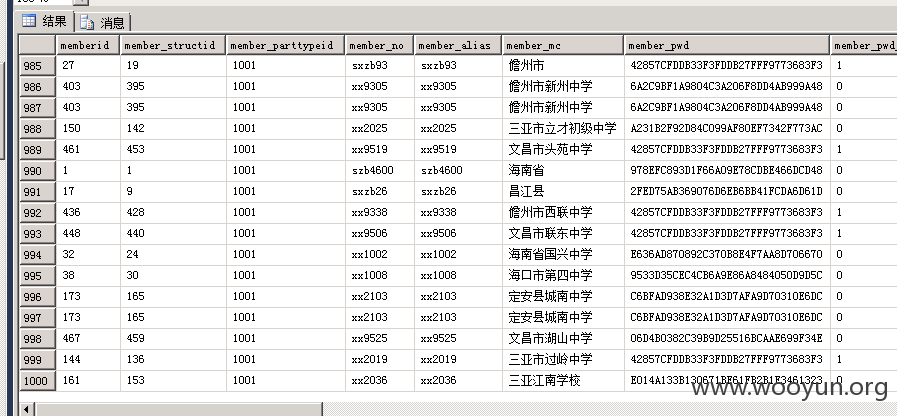 结果 消息
memberid member_structid member_parttypeid member_no member_alias member_mc member_pwd member_pwd_
985 27 19 1001 sxzb93 sxzb93 儋州市 42857CFDDB33F3FDDB27FFF9773683F3 1
986 403 395 1001 xx9305 xx9305 儋州市新州中学 6A2C9BF1A9804C3A206F8DD4AB999A48 0
987 403 395 1001 xx9305 xx9305 儋州市新州中学 6A2C9BF1A9804C3A206F8DD4AB999A48 0
988 150 142 1001 xx2025 xx2025 三亚市立才初级中学 A231B2F92D84C099AF80EF7342F773AC 0
989 461 453 1001 xx9519 xx9519 文昌市头苑中学 42857CFDDB33F3FDDB27FFF9773683F3 1
990 1 1 1001 szb4600 szb4600 海南省 978EFC893D1F66A09E78CDBE466DCD48 0
991 17 9 1001 sxzb26 sxzb26 昌江县 2FED75AB369076D6EB6BB41FCDA6D61D 0
992 436 428 1001 xx9338 xx9338 儋州市西联中学 42857CFDDB33F3FDDB27FFF9773683F3 1
993 448 440 1001 xx9506 xx9506 文昌市联东中学 42857CFDDB33F3FDDB27FFF9773683F3 1
994 32 24 1001 xx1002 xx1002 海南省国兴中学 E636AD870892C370B8E4F7AA8D706670 0
995 38 30 1001 xx1008 xx1008 海口市第四中学 9533D35CEC4CB6A9E86A8484050D9D5C 0
996 173 165 1001 xx2103 xx2103 定安县城南中学 C6BFAD938E32A1D3D7AFA9D70310E6DC 0
997 173 165 1001 xx2103 xx2103 定安县城南中学 C6BFAD938E32A1D3D7AFA9D70310E6DC 0
998 467 459 1001 xx9525 xx9525 文昌市湖山中学 06D4B0382C39B9D25516BCAAE699F34E 0
999 144 136 1001 xx2019 xx2019 三亚市过岭中学 42857CFDDB33F3FDDB27FFF9773683F3 1
1000 161 153 1001 xx2036 xx2036 三亚江南学校 E014A133B130671BE61FB2B1E3461323 0
www.wooyun.org